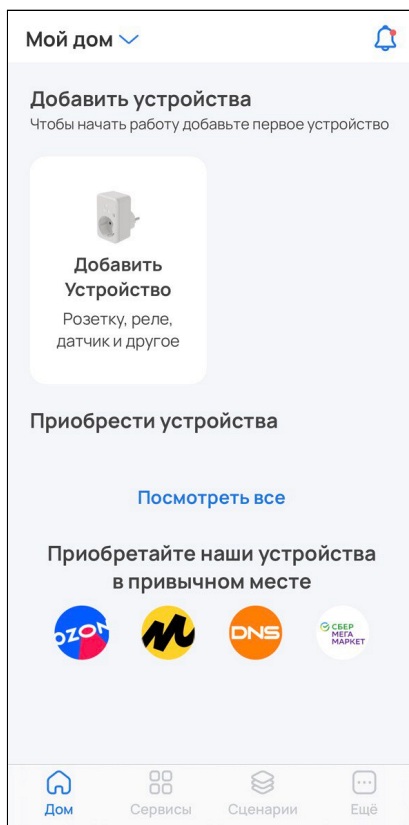 Мой дом
Добавить устройства
Чтобы начать работу добавьте первое устройство
Добавить
Устройство
Розетку, реле,
датчик и другое
Приобрести устройства
Посмотреть все
Приобретайте наши устройства
в привычном месте
OZON
DNS
СБЕР
МЕГА
МАРКЕТ
Дом
Сервисы
Сценарии
Ещё